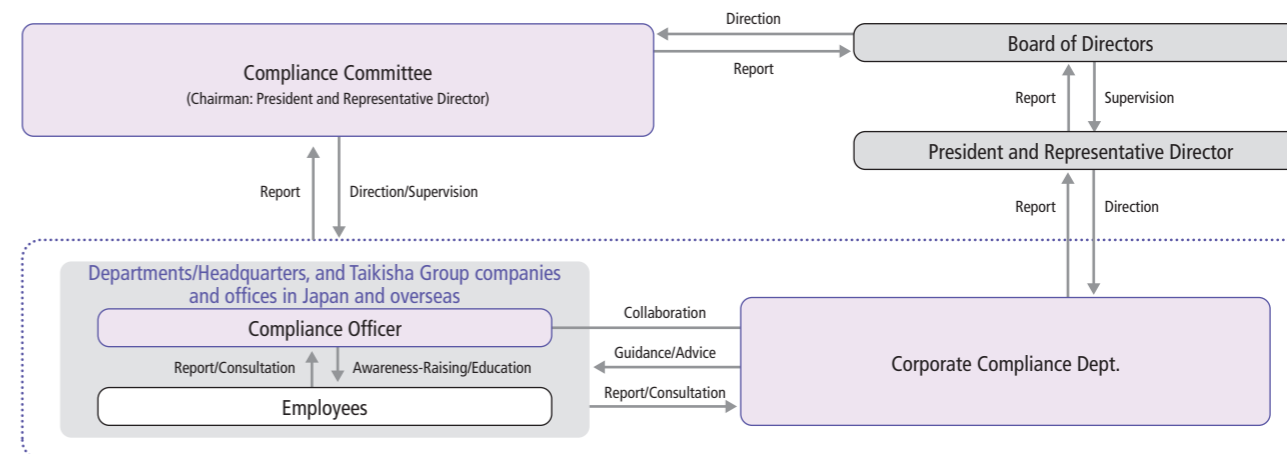 Direction
Board of Directors
Compliance Committee
(Chairman: President and Representative Director)
Report
Report
Supervision
President and Representative Director
Report
Direction/Supervision
Report
Direction
Departments/Headquarters, and Taikisha Group companies
and offices in Japan and overseas
Compliance Officer
Collaboration
Report/Consultation
Awareness-Raising/Education
Guidance/Advice
Corporate Compliance Dept.
Report/Consultation
Employees